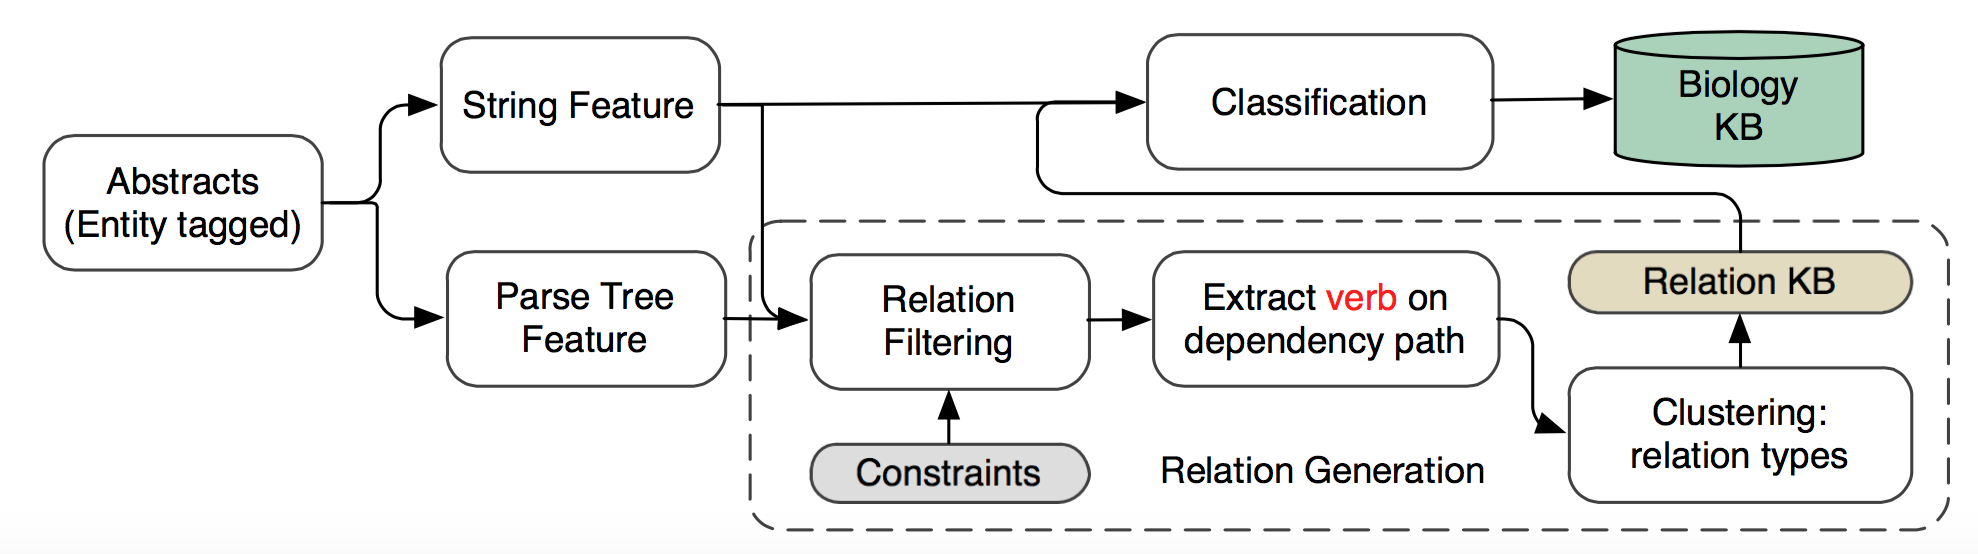 String Feature
Classification
Biology
KB
Abstracts
(Entity tagged)
Parse Tree
Feature
Relation
Filtering
Extract verb on
dependency path
Relation KB
Clustering:
relation types
Constraints
Relation Generation